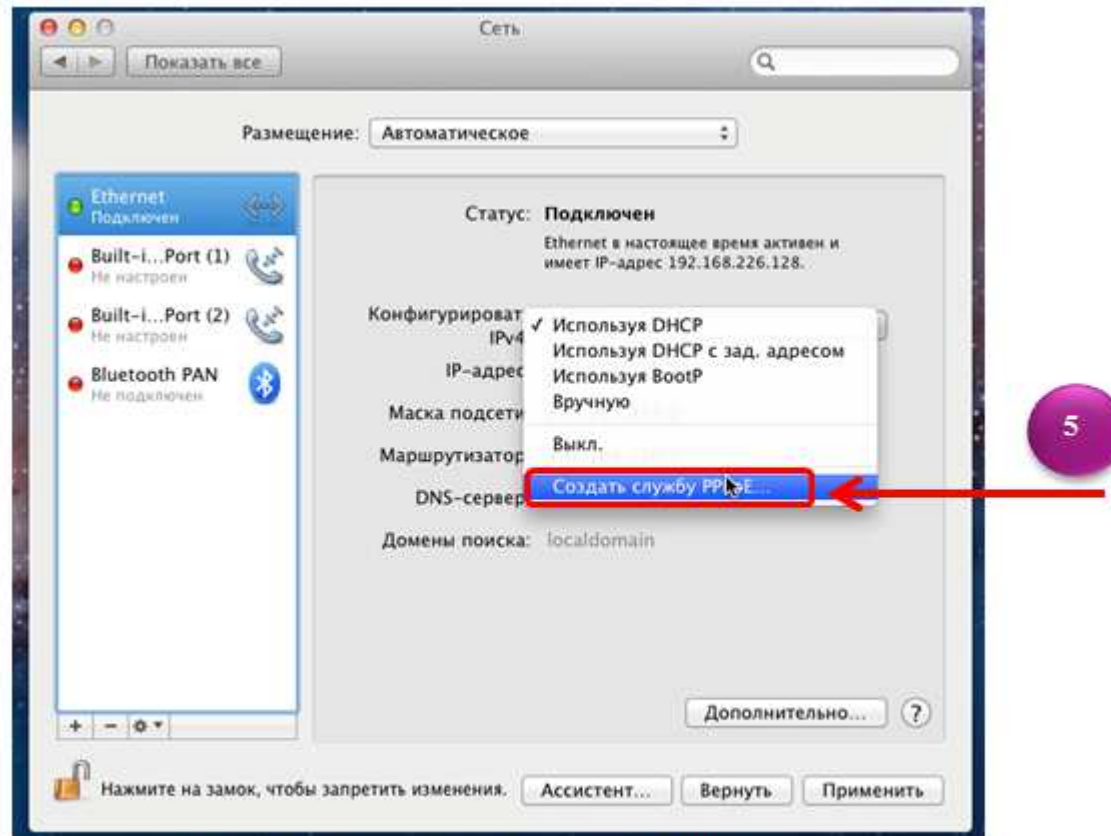 Сеть
Показать все
Размещение: Автоматическое
Ethernet
Подключен
Built-i...Port (1)
Не настроен
Built-i...Port (2)
Не настроен
Bluetooth PAN
Не подключен
Статус: Подключен
Ethernet в настоящее время активен и
имеет IP-адрес 192.168.226.128.
Конфигурироват
IPv4
IP-адрес
Маска подсети
Маршрутизатор
DNS-сервер
Домены поиска: localdomain
✓ Используя DHCP
Используя DHCP с зад. адресом
Используя BootP
Вручную
Выкл.
Создать службу
5
Дополнительно... ?
+ −
Нажмите на замок, чтобы запретить изменения. Ассистент... Вернуть Применить